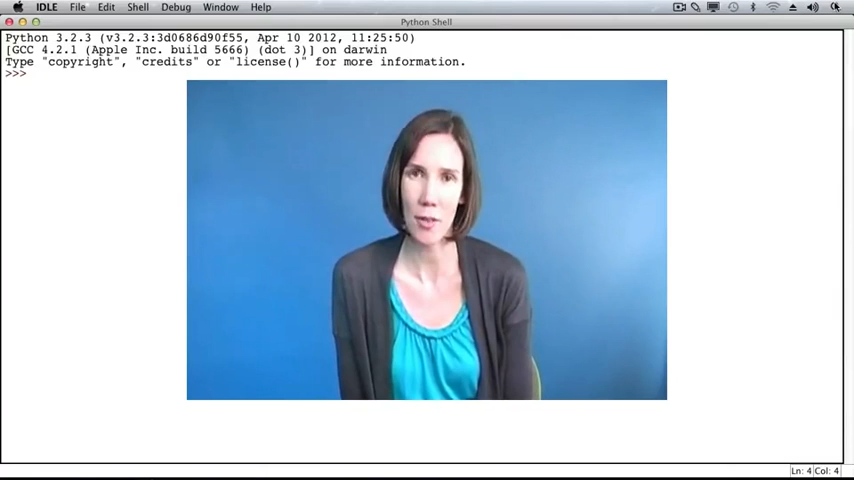 IDLE File Edit Shell Debug Window Help
Python Shell
Python 3.2.3 (v3.2.3:3d0686d90f55, Apr 10 2012, 11:25:50)
[GCC 4.2.1 (Apple Inc. build 5666) (dot 3)] on darwin
Type "copyright", "credits" or "license()" for more information.
>>>
Ln: 4 Col: 4